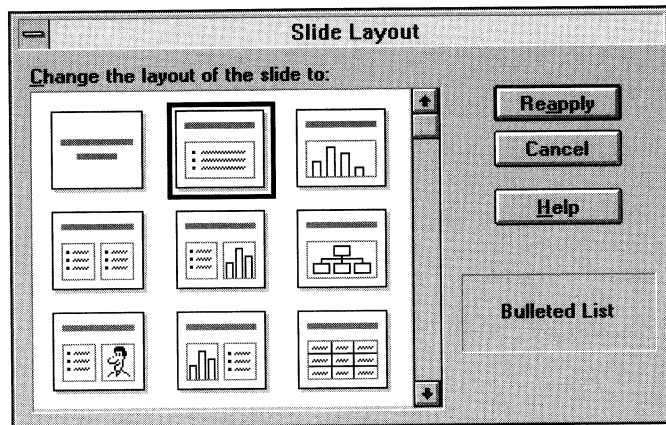 Slide Layout
Change the layout of the slide to:
Reapply
Cancel
Help
Bulleted List